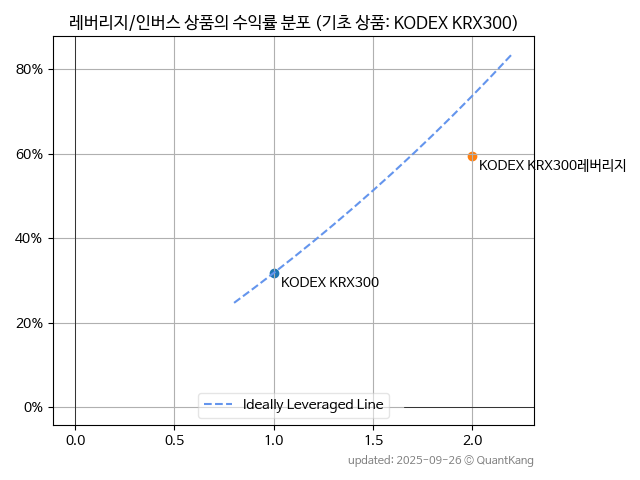 레버리지/인버스 상품의 수익률 분포 (기초 상품: KODEX KRX300)
80%
60%
KODEX KRX300레버리지
40%
KODEX KRX300
20%
0%
Ideally Leveraged Line
0.0 0.5 1.0 1.5 2.0
updated: 2025-09-26 © QuantKang